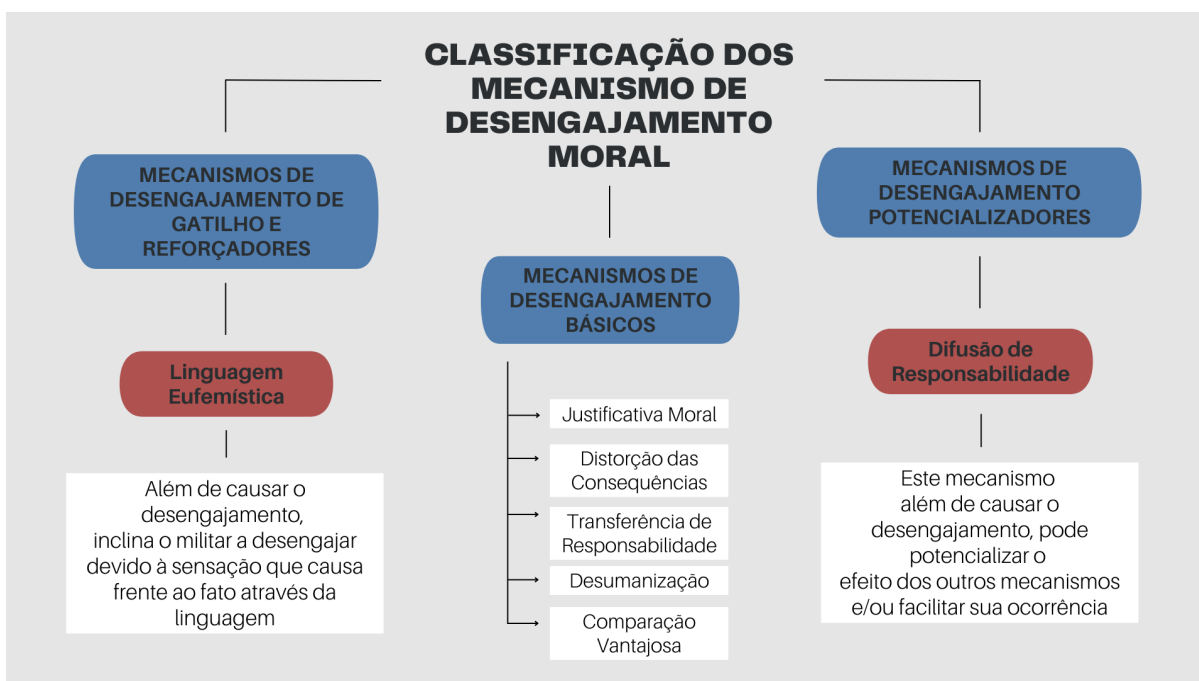 CLASSIFICAÇÃO DOS
MECANISMO DE
DESENGAJAMENTO
MORAL
MECANISMOS DE
DESENGAJAMENTO DE
GATILHO E
REFORÇADORES
Linguagem
Eufemística
Além de causar o
desengajamento,
inclina o militar a desengajar
devido à sensação que causa
frente ao fato através da
linguagem
MECANISMOS DE
DESENGAJAMENTO
BÁSICOS
Justificativa Moral
Distorção das
Consequências
Transferência de
Responsabilidade
Desumanização
Comparação
Vantajosa
MECANISMOS DE
DESENGAJAMENTO
POTENCIALIZADORES
Difusão de
Responsabilidade
Este mecanismo
além de causar o
desengajamento, pode
potencializar o
efeito dos outros mecanismos
e/ou facilitar sua ocorrência